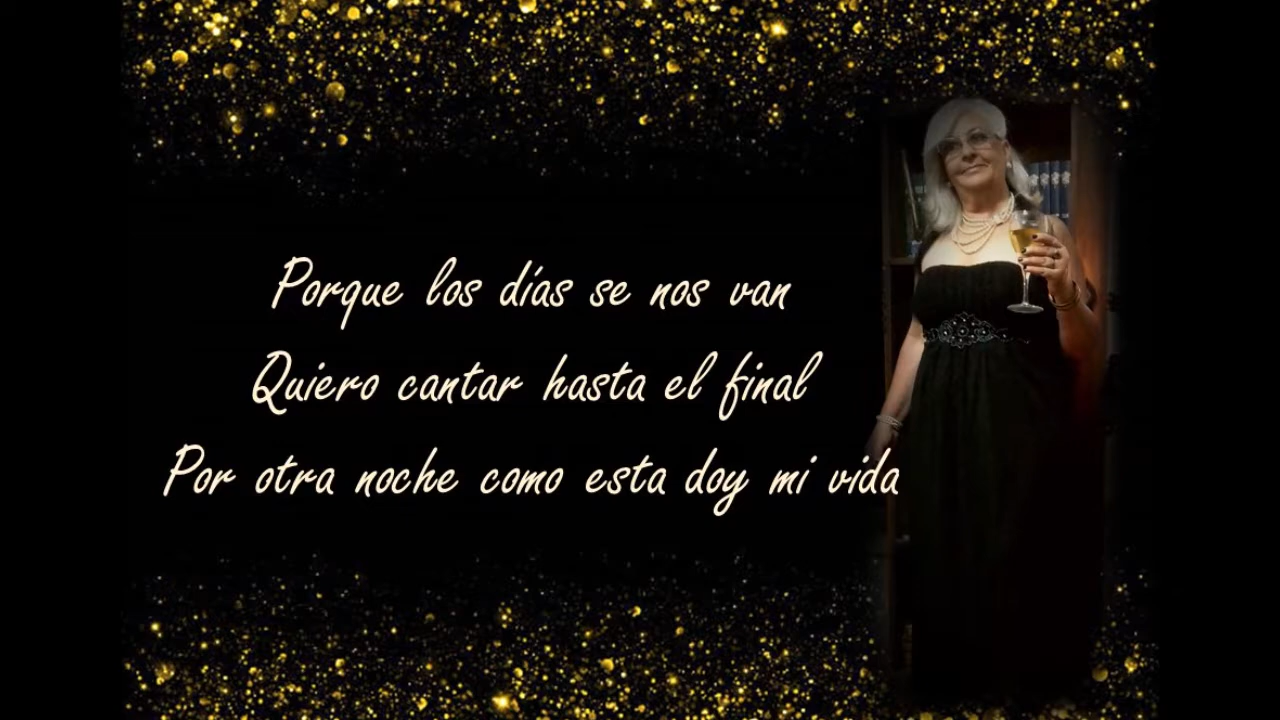 Porque los días se nos van
Quiero cantar hasta el final
Por otra noche como esta doy mi vida